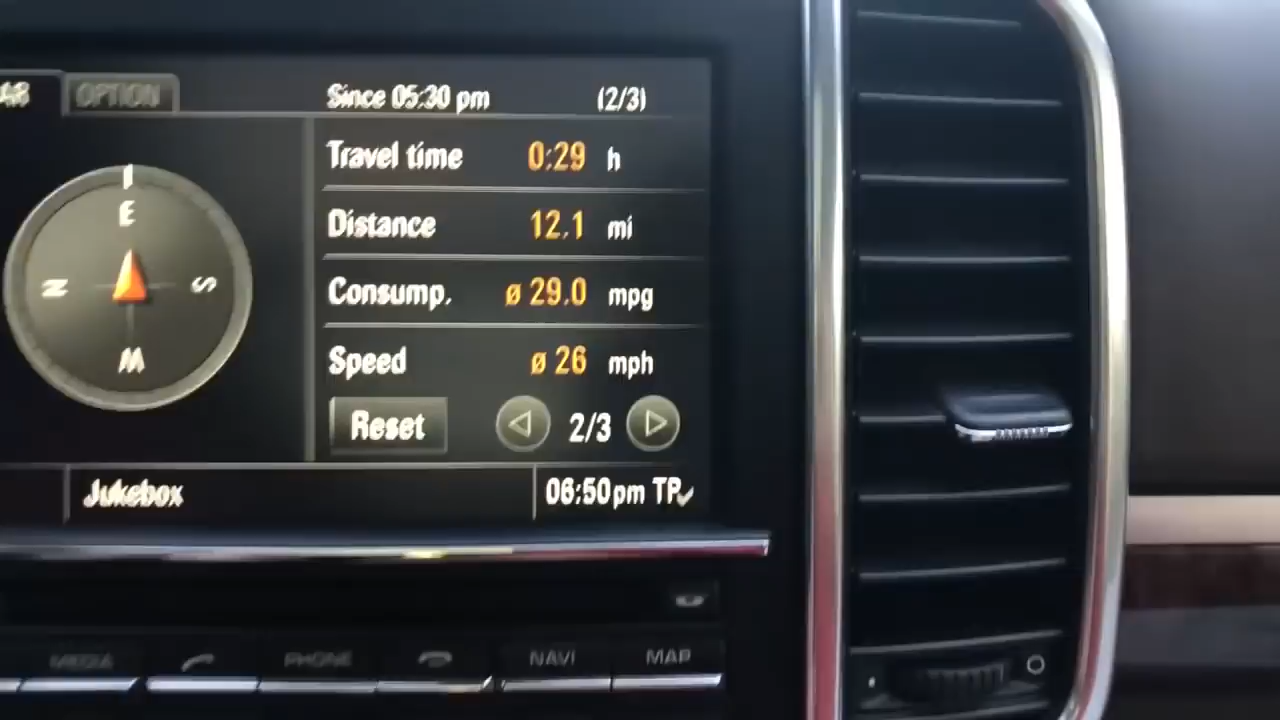 OPTION
Since 05:30 pm (2/3)
Travel time 0:29 h
Distance 12.1 mi
Consump. ø 29.0 mpg
Speed ø 26 mph
Reset 2/3
E
N S
W
Jukebox 06:50pm TP
MEDIA PHONE NAVI MAP